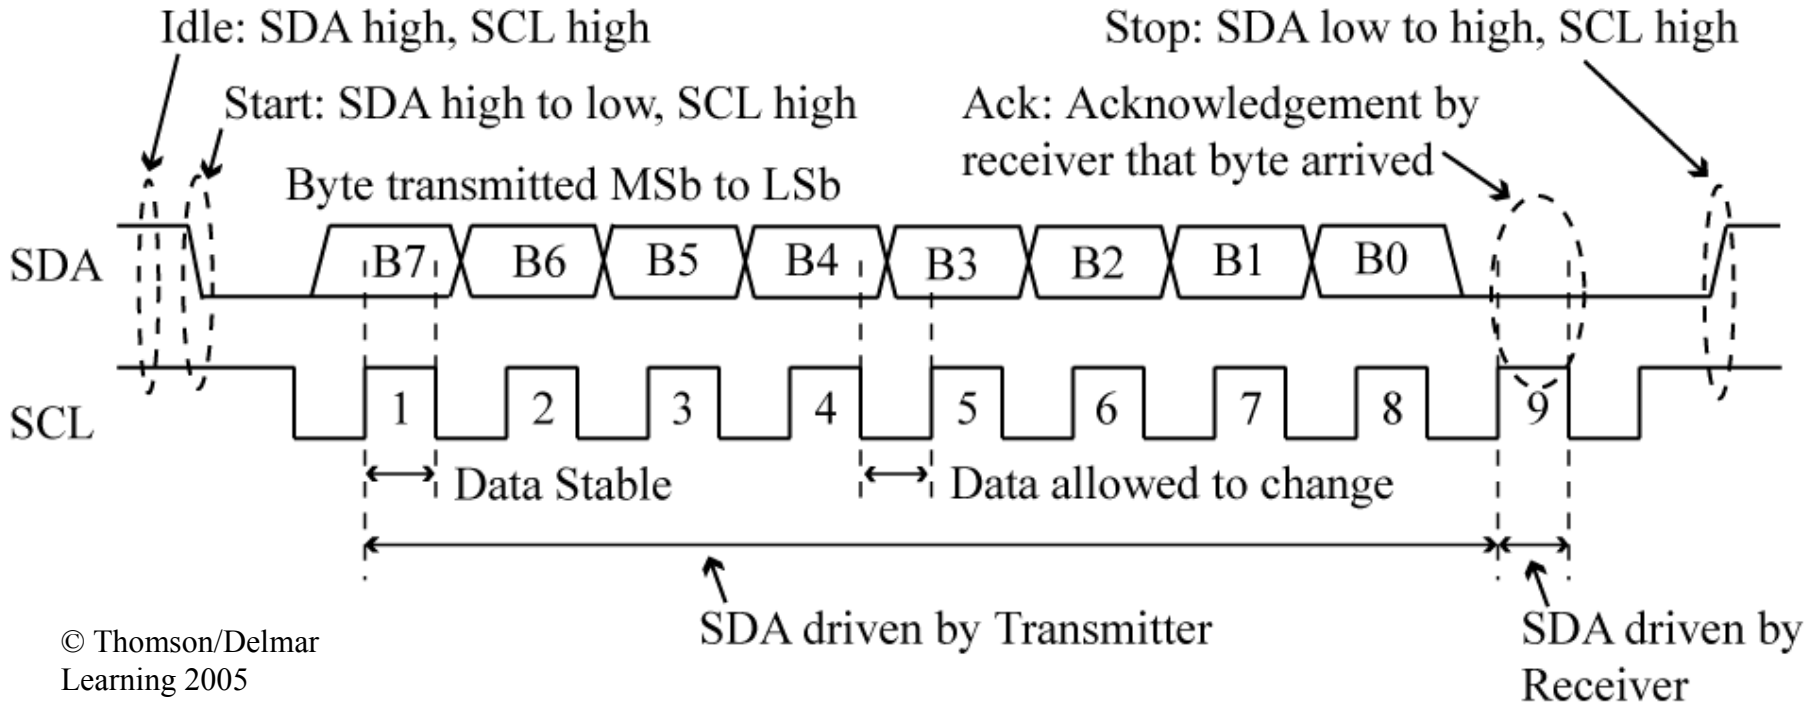 Idle: SDA high, SCL high
Stop: SDA low to high, SCL high
Start: SDA high to low, SCL high
Ack: Acknowledgement by
receiver that byte arrived
Byte transmitted MSb to LSb
SDA
B7
B6
B5
B4
B3
B2
B1
B0
SCL
1
2
3
4
5
6
7
8
9
Data Stable
Data allowed to change
SDA driven by Transmitter
SDA driven by
Receiver
© Thomson/Delmar
Learning 2005